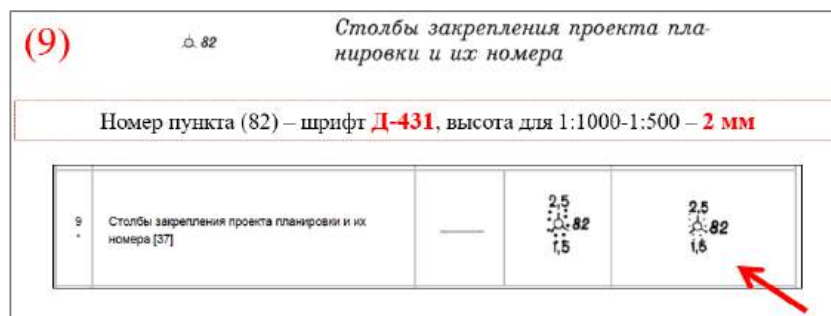 (9)
82
Столбы закрепления проекта пла-
нировки и их номера
Номер пункта (82) – шрифт Д-431, высота для 1:1000-1:500 – 2 мм
9
*
Столбы закрепления проекта планировки и их
номера [37]
2,5
82
1,5
2,5
82
1,5